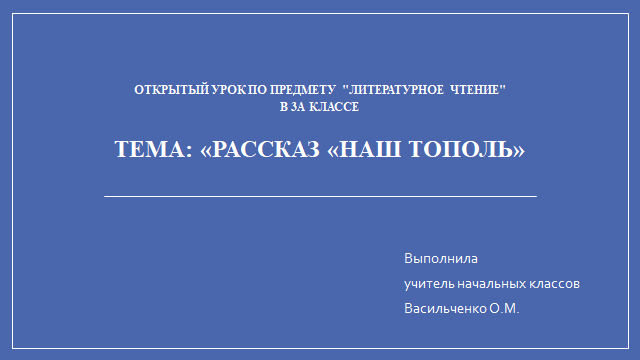 ОТКРЫТЫЙ УРОК ПО ПРЕДМЕТУ "ЛИТЕРАТУРНОЕ ЧТЕНИЕ"
В 3А КЛАССЕ
ТЕМА: «РАССКАЗ «НАШ ТОПОЛЬ»
Выполнила
учитель начальных классов
Васильченко О.М.